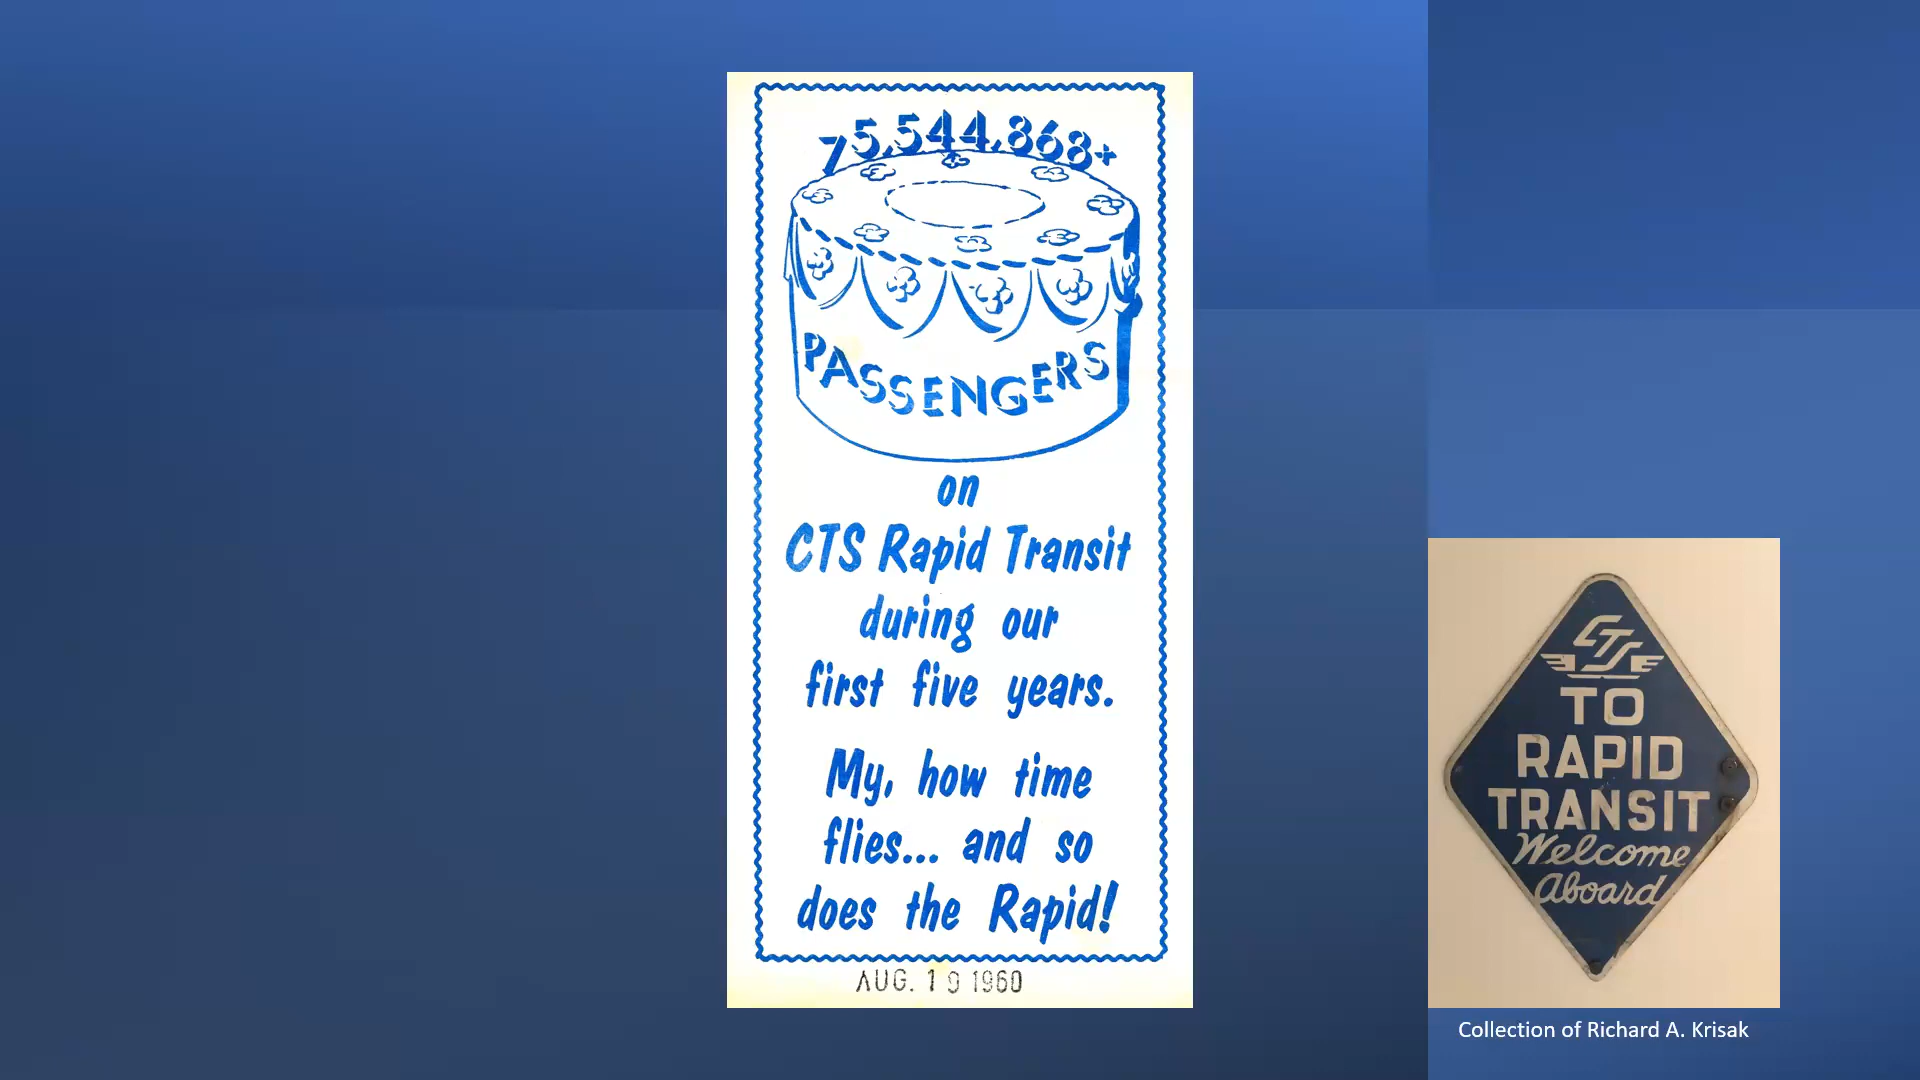 75,544,868+
PASSENGERS
on
CTS Rapid Transit
during our
first five years.
My, how time
flies... and so
does the Rapid!
AUG. 1 1960
CTS
TO
RAPID
TRANSIT
Welcome
Aboard
Collection of Richard A. Krisak